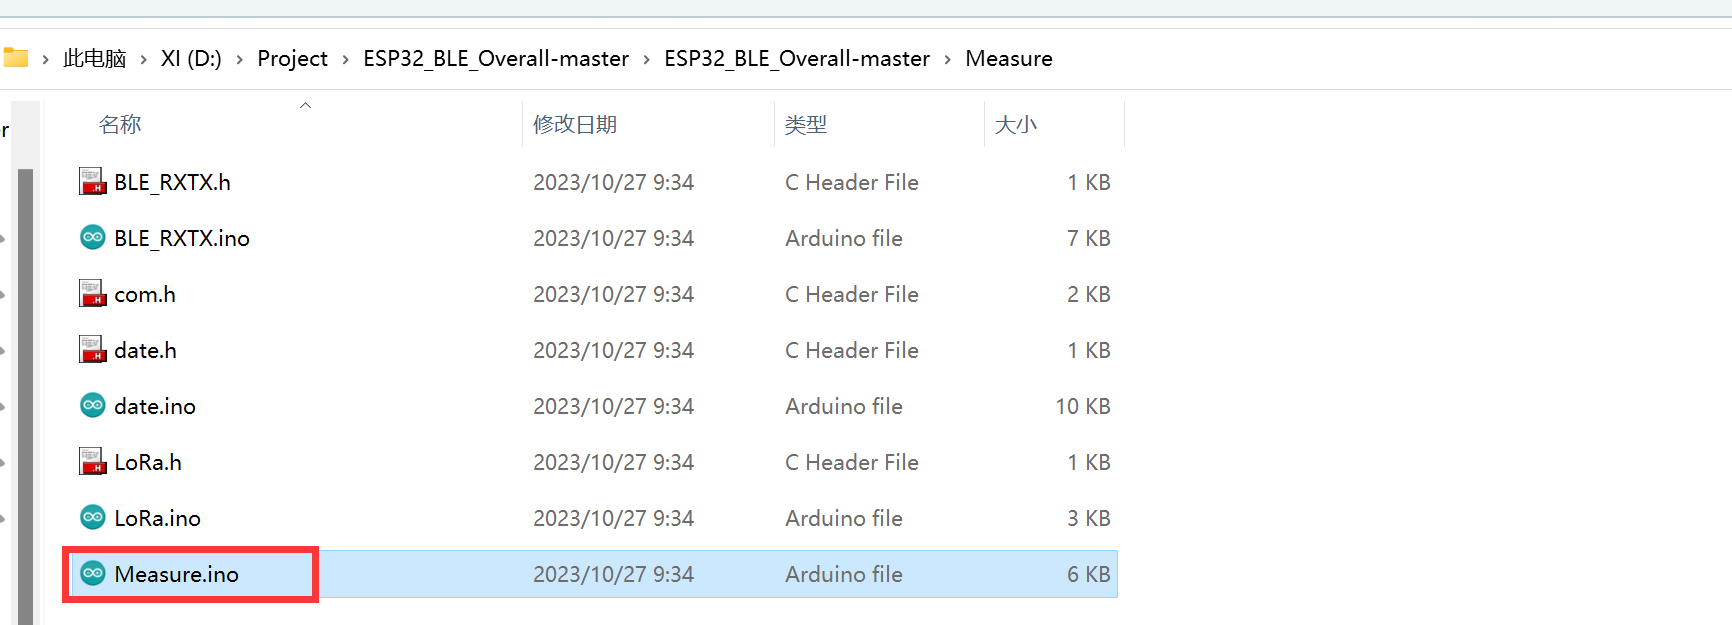 此电脑 > XI (D:) > Project > ESP32_BLE_Overall-master > ESP32_BLE_Overall-master > Measure
r
名称 修改日期 类型 大小
BLE_RXTX.h 2023/10/27 9:34 C Header File 1 KB
BLE_RXTX.ino 2023/10/27 9:34 Arduino file 7 KB
com.h 2023/10/27 9:34 C Header File 2 KB
date.h 2023/10/27 9:34 C Header File 1 KB
date.ino 2023/10/27 9:34 Arduino file 10 KB
LoRa.h 2023/10/27 9:34 C Header File 1 KB
LoRa.ino 2023/10/27 9:34 Arduino file 3 KB
Measure.ino 2023/10/27 9:34 Arduino file 6 KB